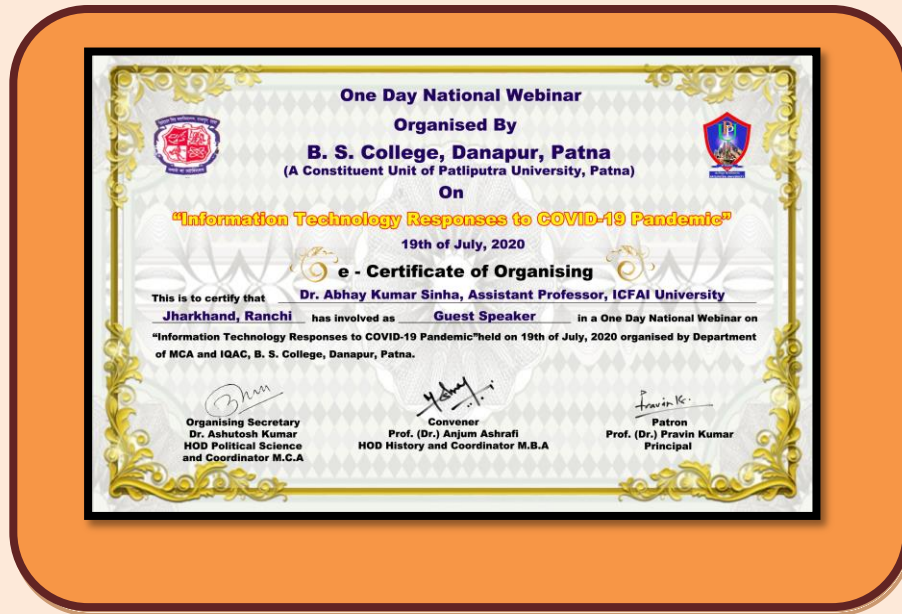 One Day National Webinar
Organised By
B. S. College, Danapur, Patna
(A Constituent Unit of Patliputra University, Patna)
On
“Information Technology Responses to COVID-19 Pandemic”
19th of July, 2020
e - Certificate of Organising
This is to certify that Dr. Abhay Kumar Sinha, Assistant Professor, ICFAI University
Jharkhand, Ranchi has involved as Guest Speaker in a One Day National Webinar on
“Information Technology Responses to COVID-19 Pandemic”held on 19th of July, 2020 organised by Department
of MCA and IQAC, B. S. College, Danapur, Patna.
Pravin Kr.
Organising Secretary
Dr. Ashutosh Kumar
HOD Political Science
and Coordinator M.C.A
Convener
Prof. (Dr.) Anjum Ashrafi
HOD History and Coordinator M.B.A
Patron
Prof. (Dr.) Pravin Kumar
Principal